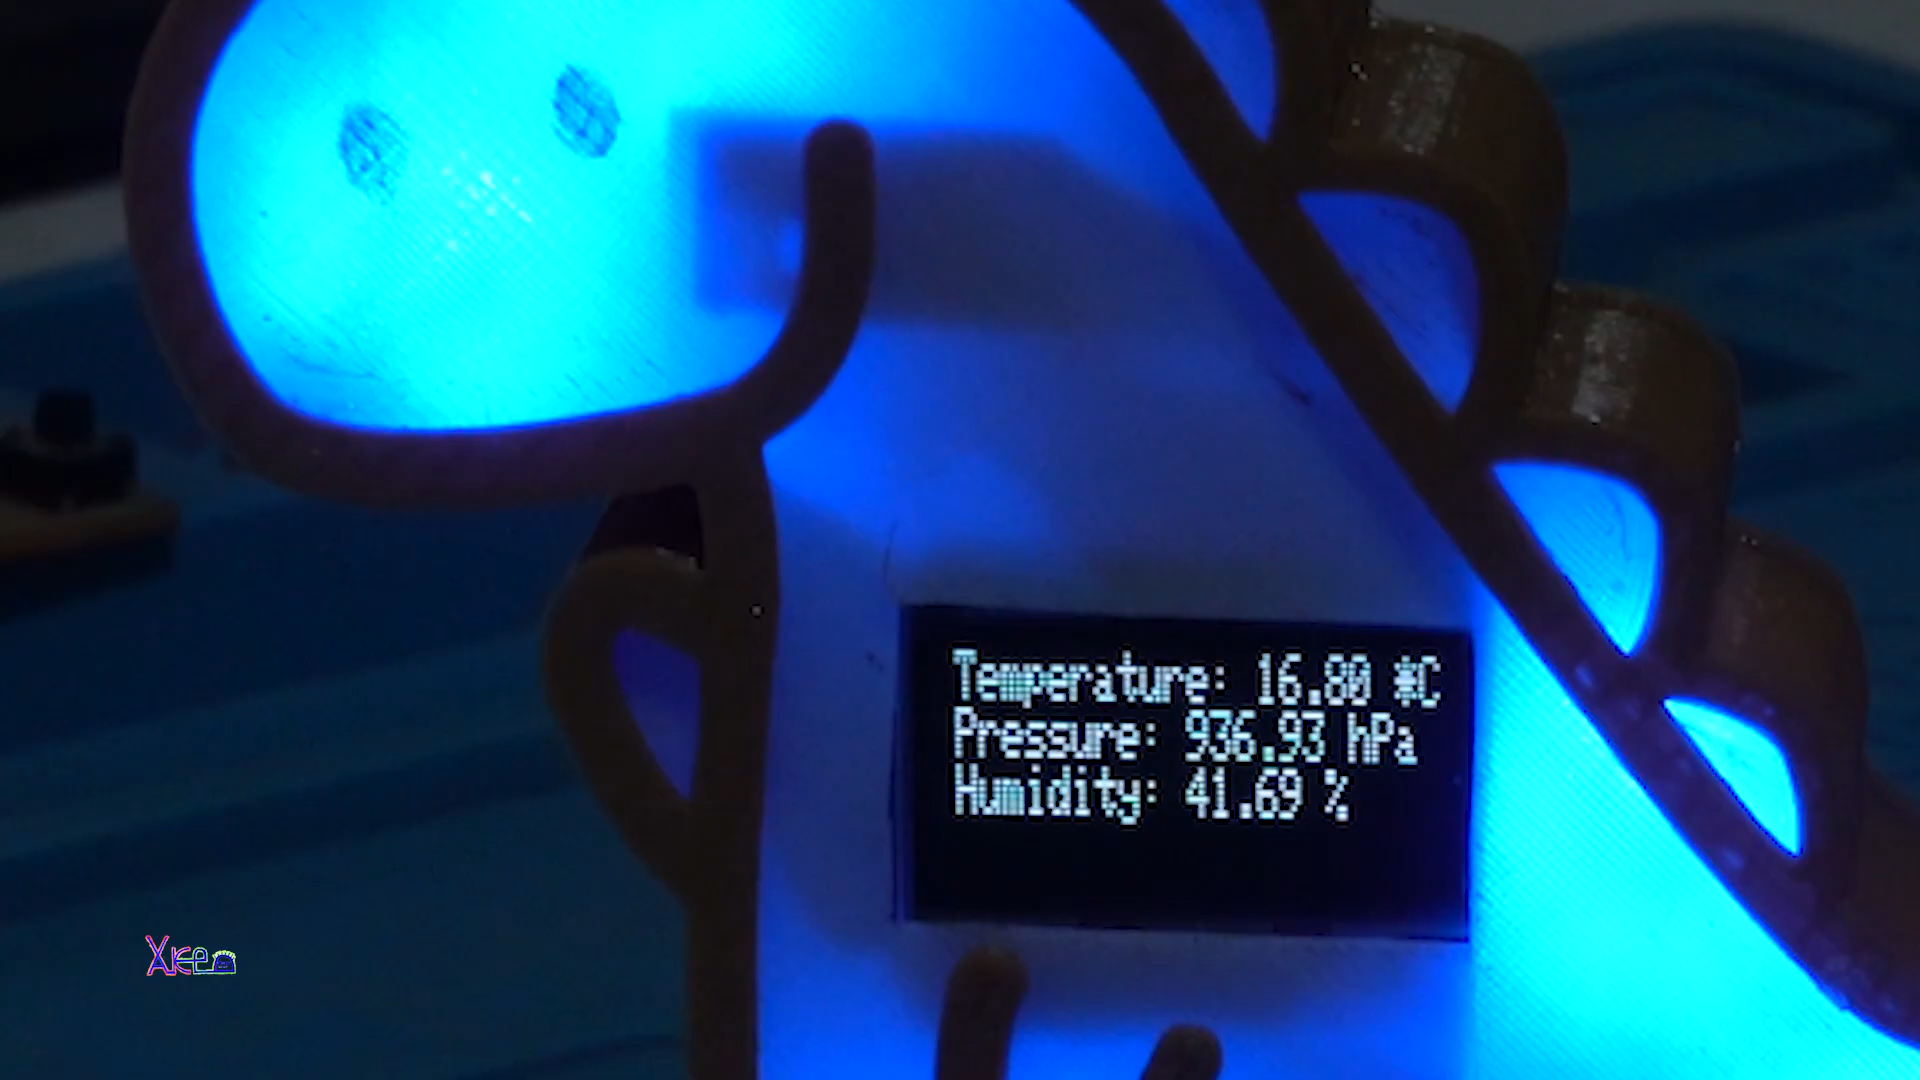 Temperature: 16.80 *C
Pressure: 936.93 hPa
Humidity: 41.69 %